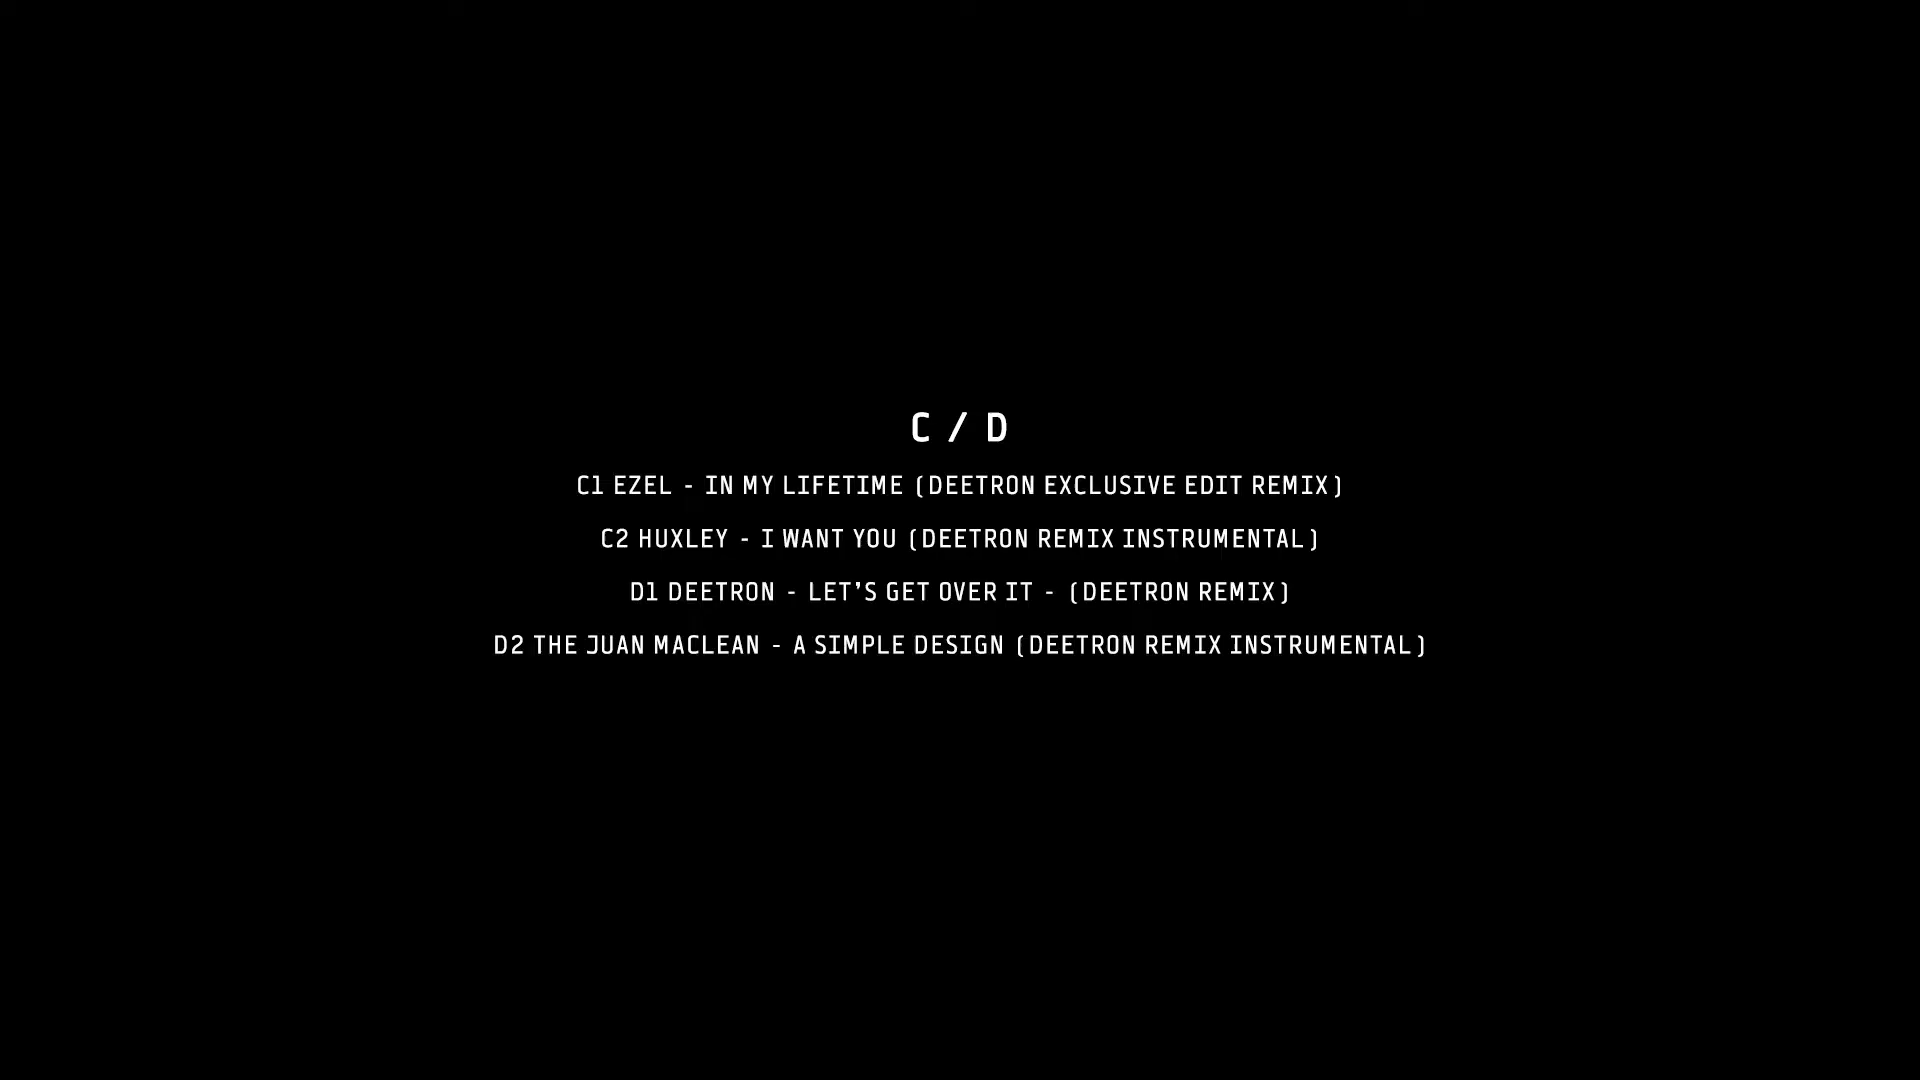 C / D
C1 EZEL - IN MY LIFETIME (DEETRON EXCLUSIVE EDIT REMIX)
C2 HUXLEY - I WANT YOU (DEETRON REMIX INSTRUMENTAL)
D1 DEETRON - LET’S GET OVER IT - (DEETRON REMIX)
D2 THE JUAN MACLEAN - A SIMPLE DESIGN (DEETRON REMIX INSTRUMENTAL)